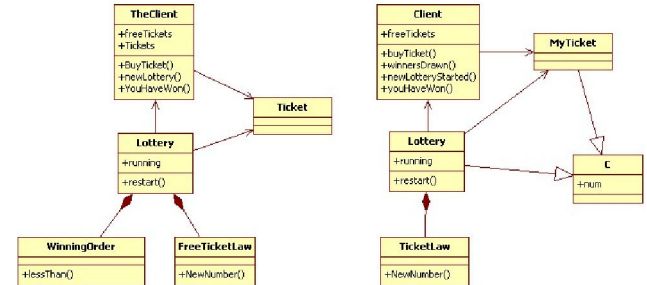 TheClient
+freeTickets
+Tickets
+BuyTicket()
+newLottery()
+YouHaveWon()
Ticket
Lottery
+running
+restart()
WinningOrder
+lessThan()
FreeTicketLaw
+NewNumber()
Client
+freeTickets
+buyTicket()
+winnersDrawn()
+newLotteryStarted()
+youHaveWon()
MyTicket
Lottery
+running
+restart()
C
+num
TicketLaw
+NewNumber()